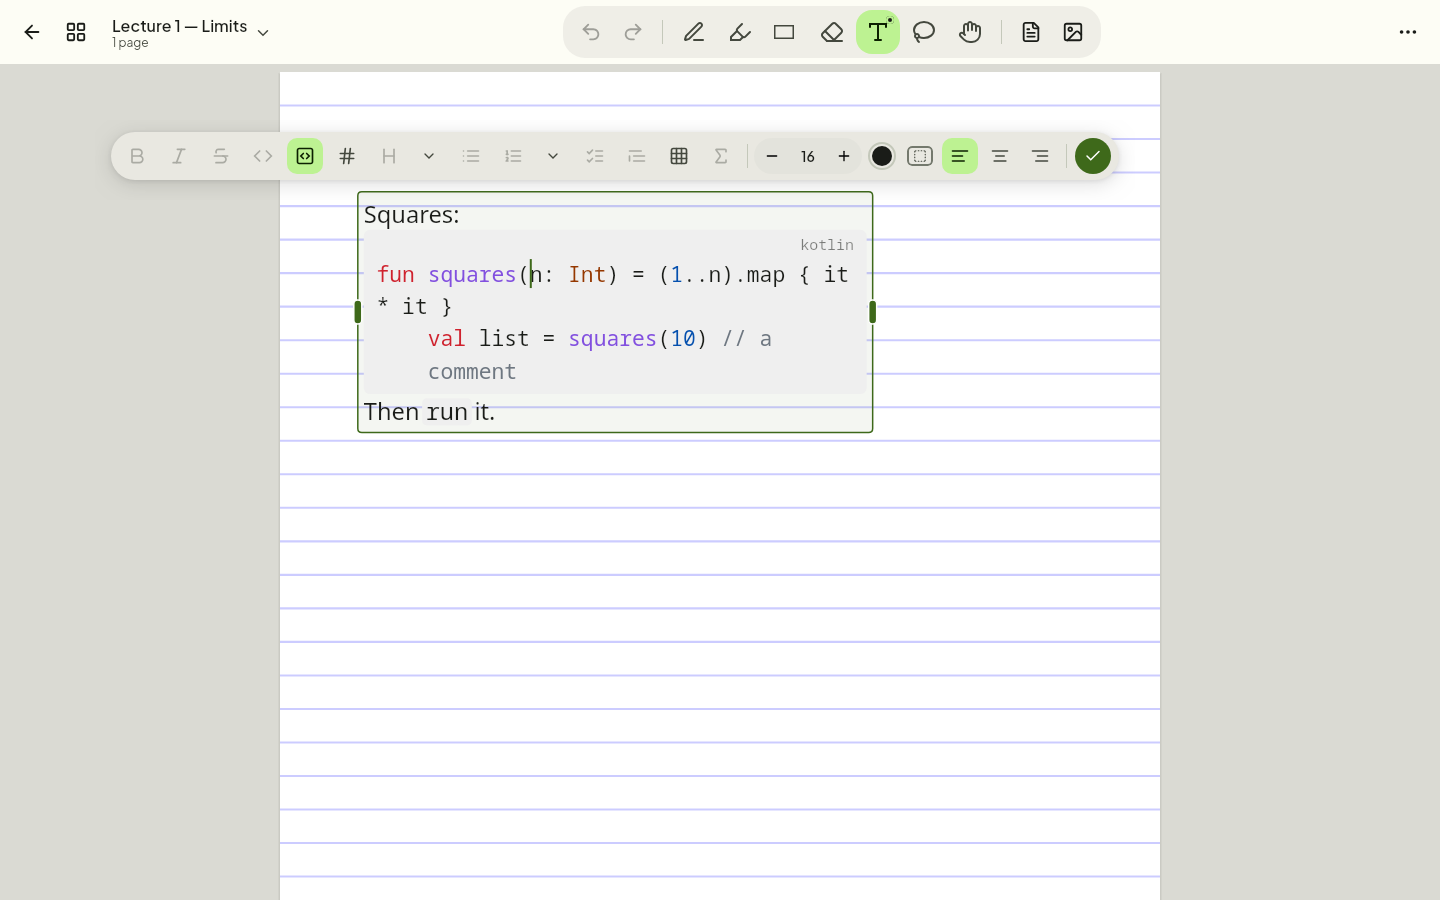 Lecture 1 — Limits
1 page
16
Squares:
kotlin
fun squares(n: Int) = (1..n).map { it
* it }
val list = squares(10) // a
comment
Then run it.